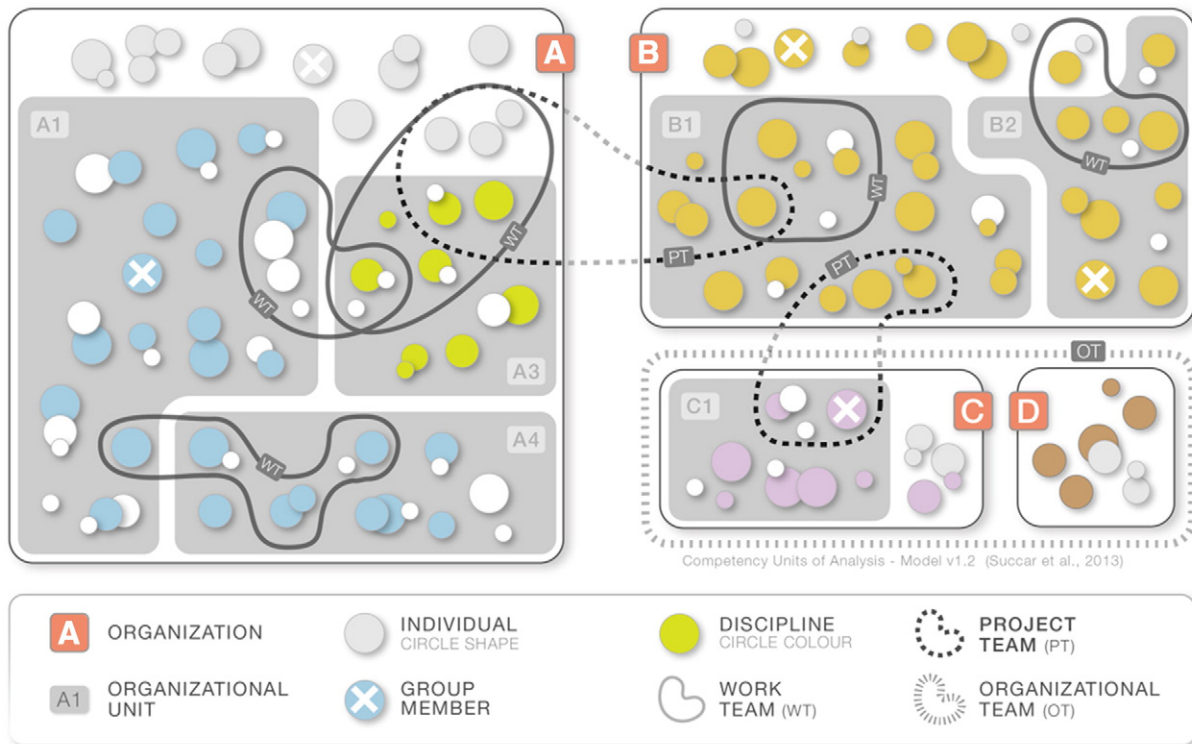 A
B
A1
B1
B2
WT
WT
WT
PT
WT
PT
WT
A3
OT
C1
C
D
A4
WT
Competency Units of Analysis - Model v1.2 (Succar et al., 2013)
A ORGANIZATION
INDIVIDUAL
CIRCLE SHAPE
DISCIPLINE
CIRCLE COLOUR
PROJECT
TEAM (PT)
A1 ORGANIZATIONAL
UNIT
GROUP
MEMBER
WORK
TEAM (WT)
ORGANIZATIONAL
TEAM (OT)